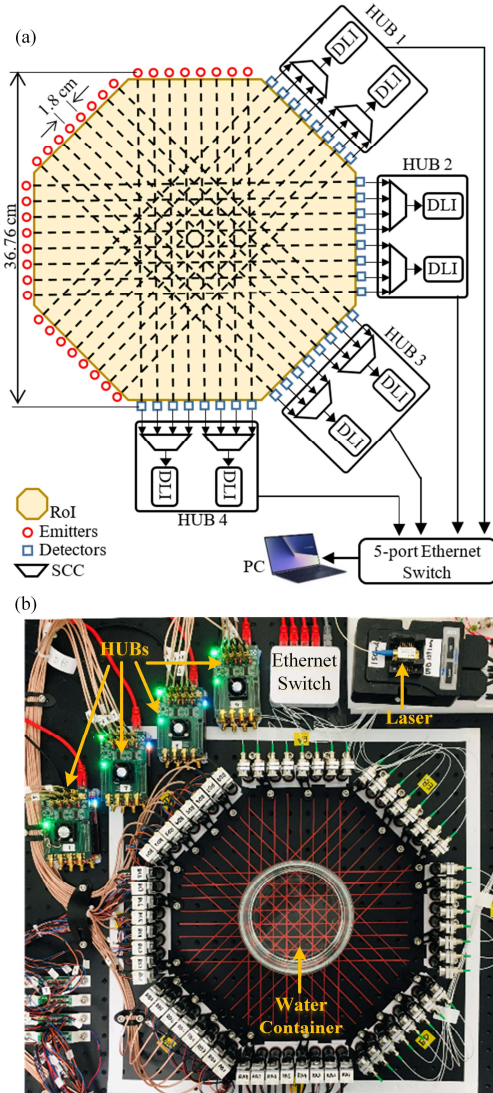 (a)
HUB 1
DLI
DLI
1.8 cm
36.76 cm
HUB 2
DLI
DLI
HUB 3
DLI
DLI
DLI
DLI
HUB 4
RoI
Emitters
Detectors
SCC
PC
5-port Ethernet
Switch
(b)
HUBs
Ethernet
Switch
Laser
Water
Container